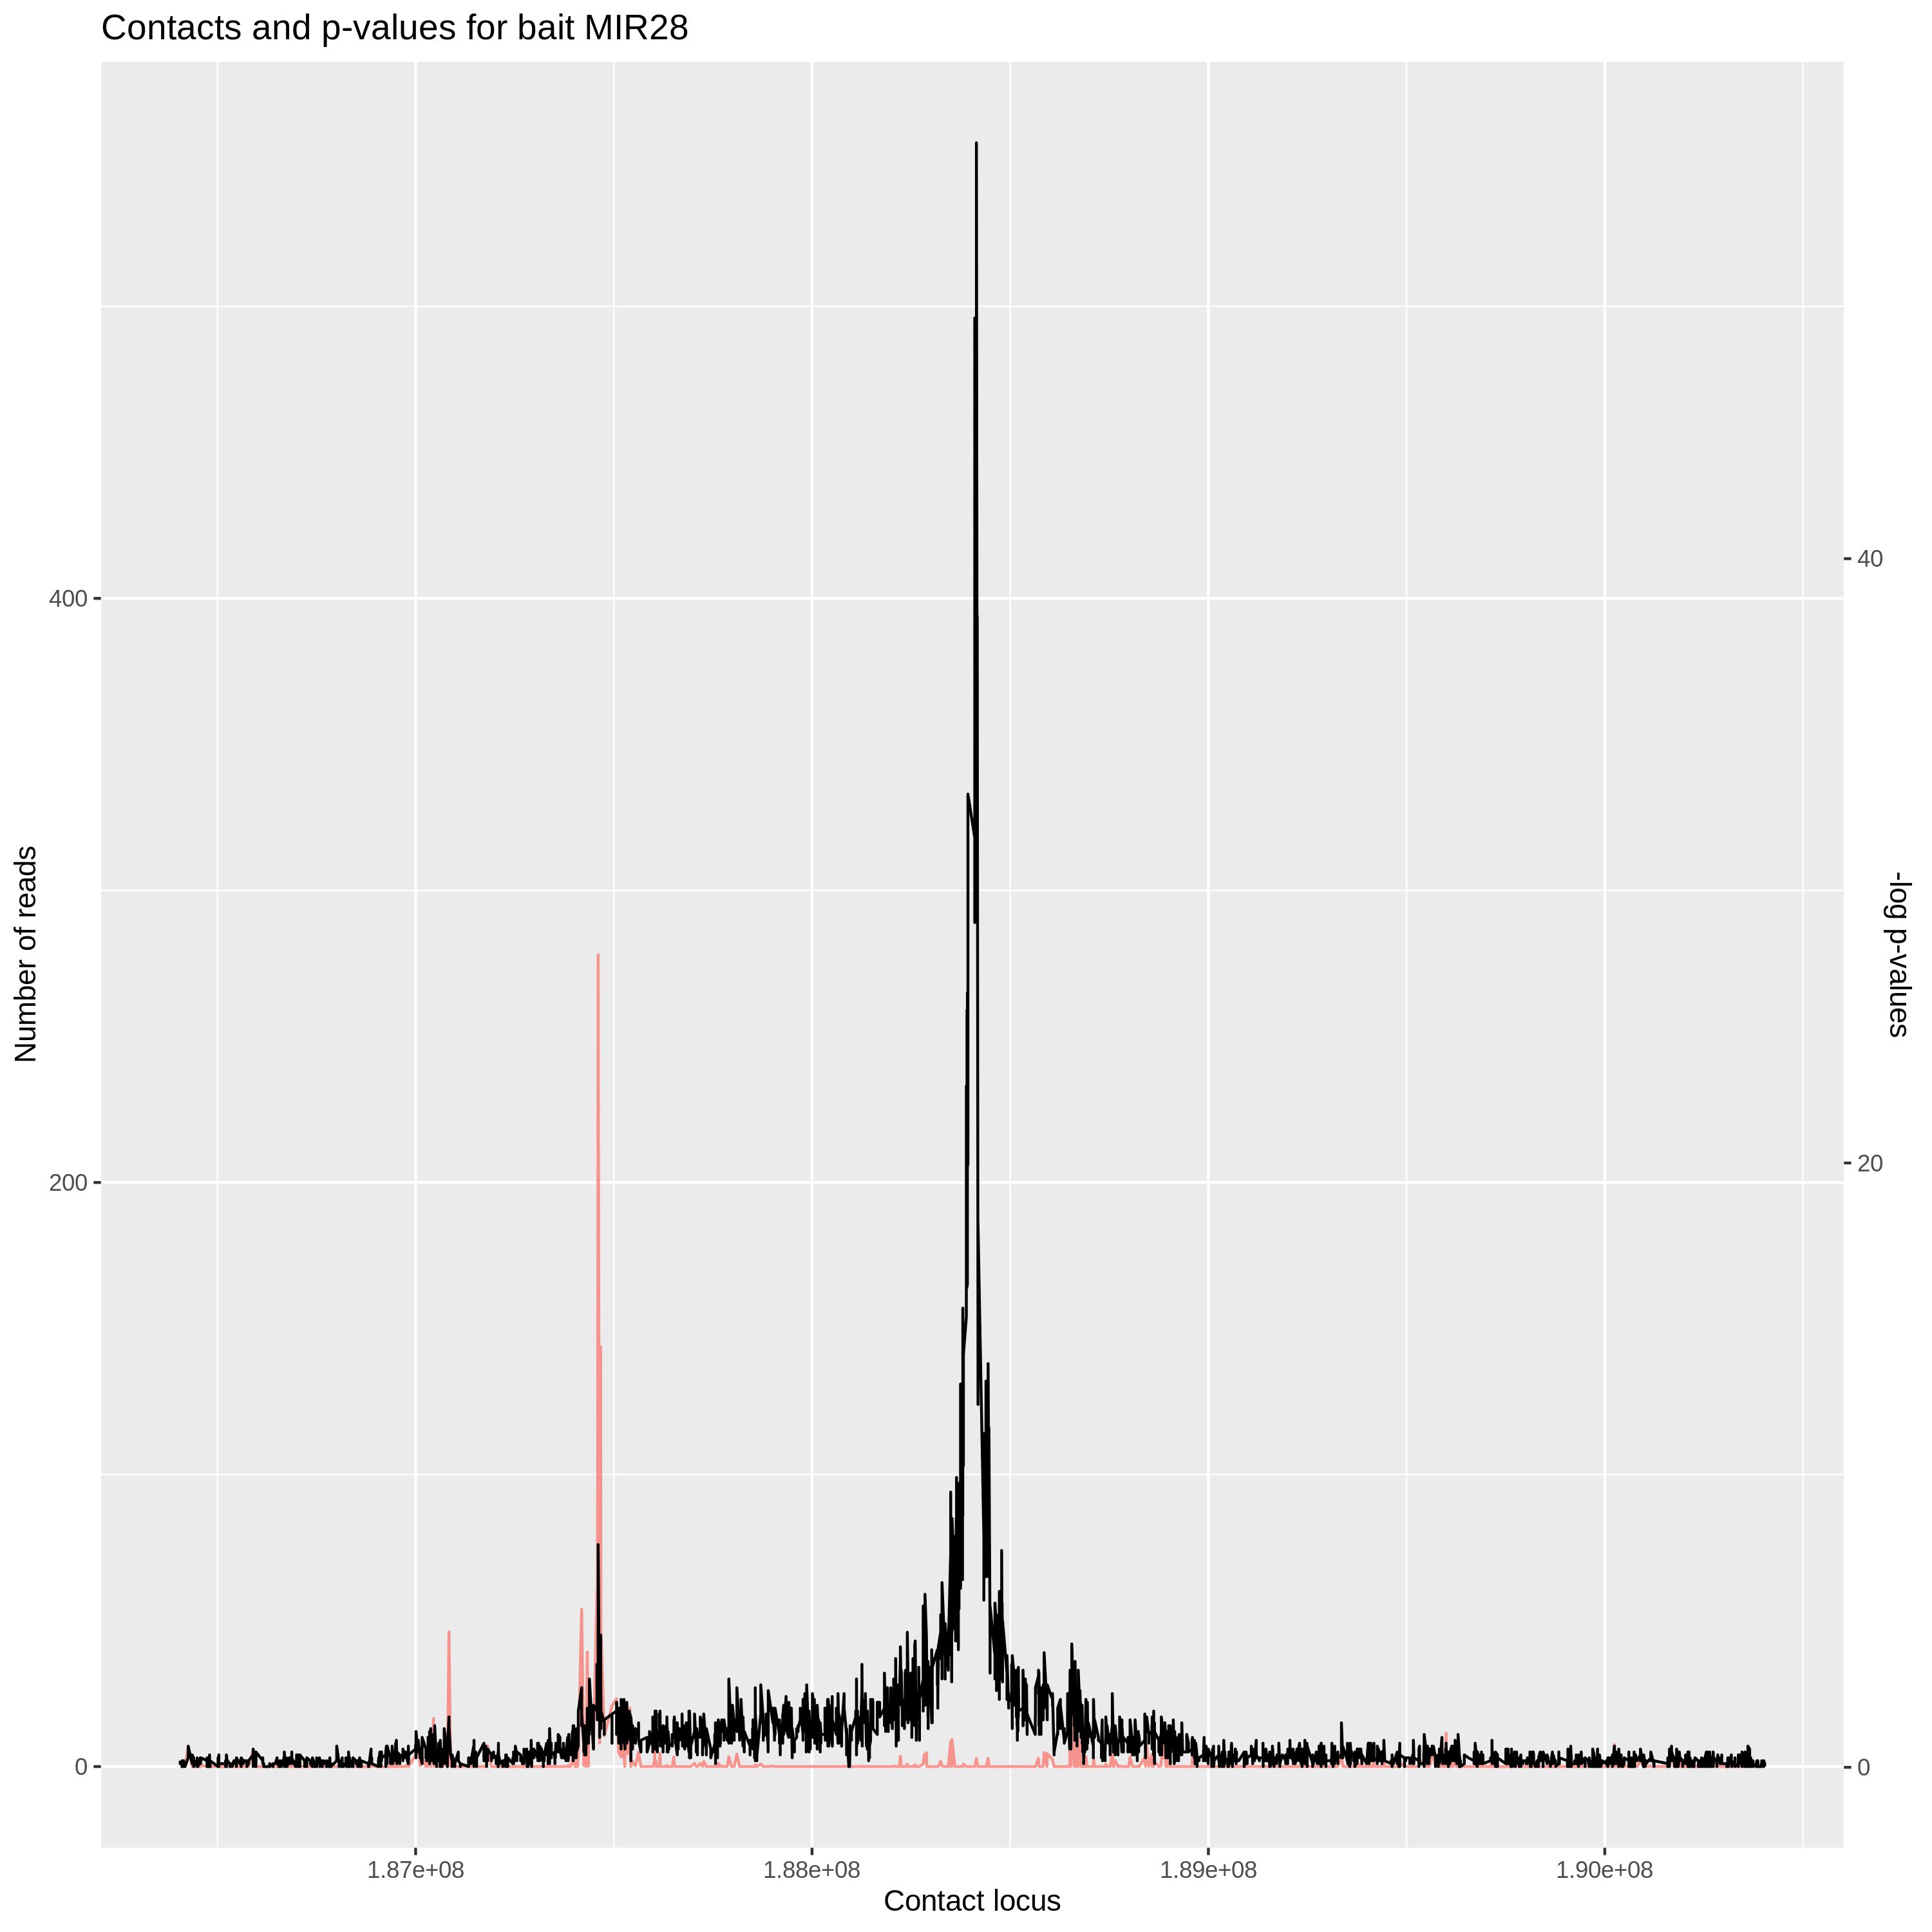 Contacts and p-values for bait MIR28
Number of reads
400
200
0
40
20
0
-log p-values
1.87e+08 1.88e+08 1.89e+08 1.90e+08
Contact locus